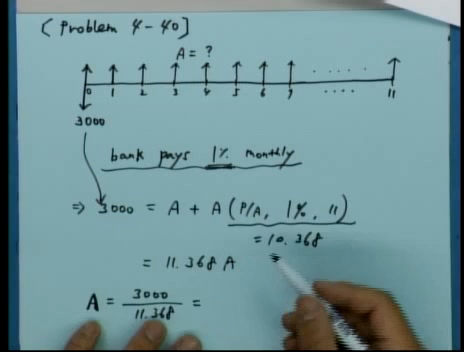 [Problem 4-40]
A = ?
0 1 2 3 4 5 6 7 ..... .... 11
3000
bank pays 1% monthly
⇒ 3000 = A + A (P/A, 1%, 11)
= 10.368
= 11.368 A
A = 3000/11.368 =